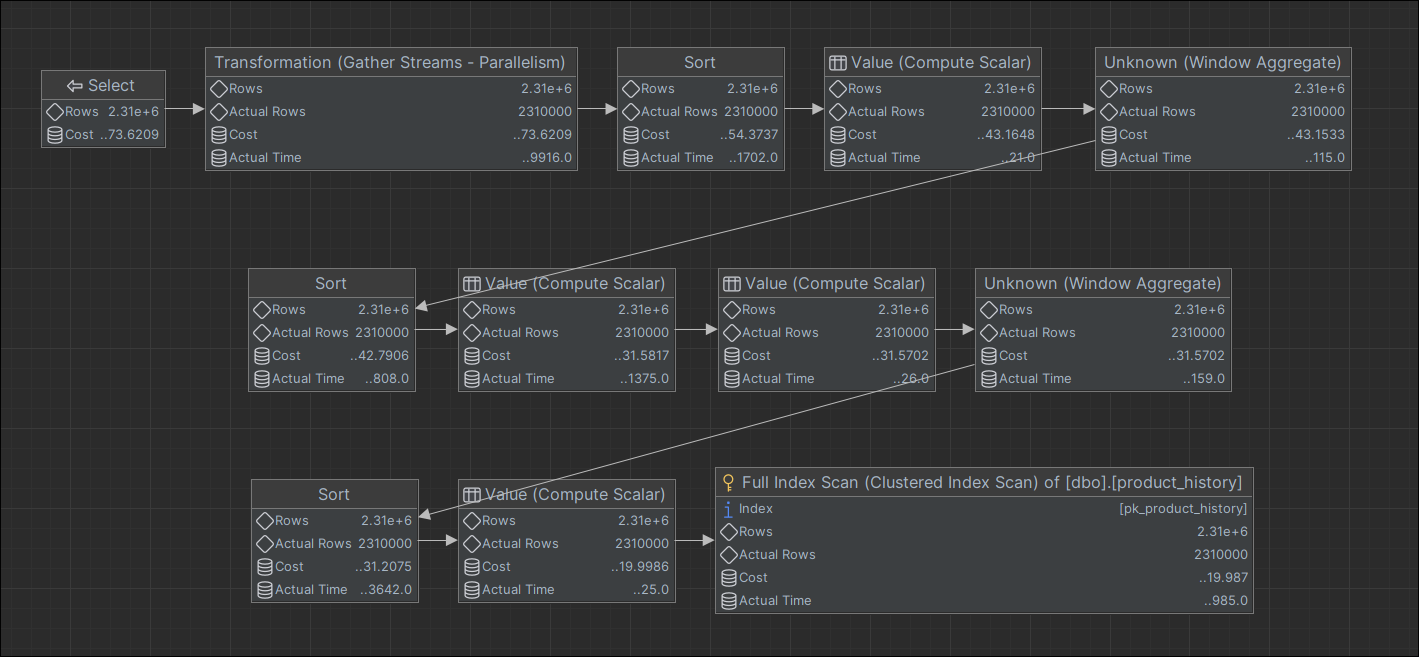 Select
Rows 2.31e+6
Cost ..73.6209
Transformation (Gather Streams - Parallelism)
Rows 2.31e+6
Actual Rows 2310000
Cost ..73.6209
Actual Time ..9916.0
Sort
Rows 2.31e+6
Actual Rows 2310000
Cost ..54.3737
Actual Time ..1702.0
Value (Compute Scalar)
Rows 2.31e+6
Actual Rows 2310000
Cost ..43.1648
Actual Time ..21.0
Unknown (Window Aggregate)
Rows 2.31e+6
Actual Rows 2310000
Cost ..43.1533
Actual Time ..115.0
Sort
Rows 2.31e+6
Actual Rows 2310000
Cost ..42.7906
Actual Time ..808.0
Value (Compute Scalar)
Rows 2.31e+6
Actual Rows 2310000
Cost ..31.5817
Actual Time ..1375.0
Value (Compute Scalar)
Rows 2.31e+6
Actual Rows 2310000
Cost ..31.5702
Actual Time ..26.0
Unknown (Window Aggregate)
Rows 2.31e+6
Actual Rows 2310000
Cost ..31.5702
Actual Time ..159.0
Sort
Rows 2.31e+6
Actual Rows 2310000
Cost ..31.2075
Actual Time ..3642.0
Value (Compute Scalar)
Rows 2.31e+6
Actual Rows 2310000
Cost ..19.9986
Actual Time ..25.0
Full Index Scan (Clustered Index Scan) of [dbo].[product_history]
Index [pk_product_history]
Rows 2.31e+6
Actual Rows 2310000
Cost ..19.987
Actual Time ..985.0